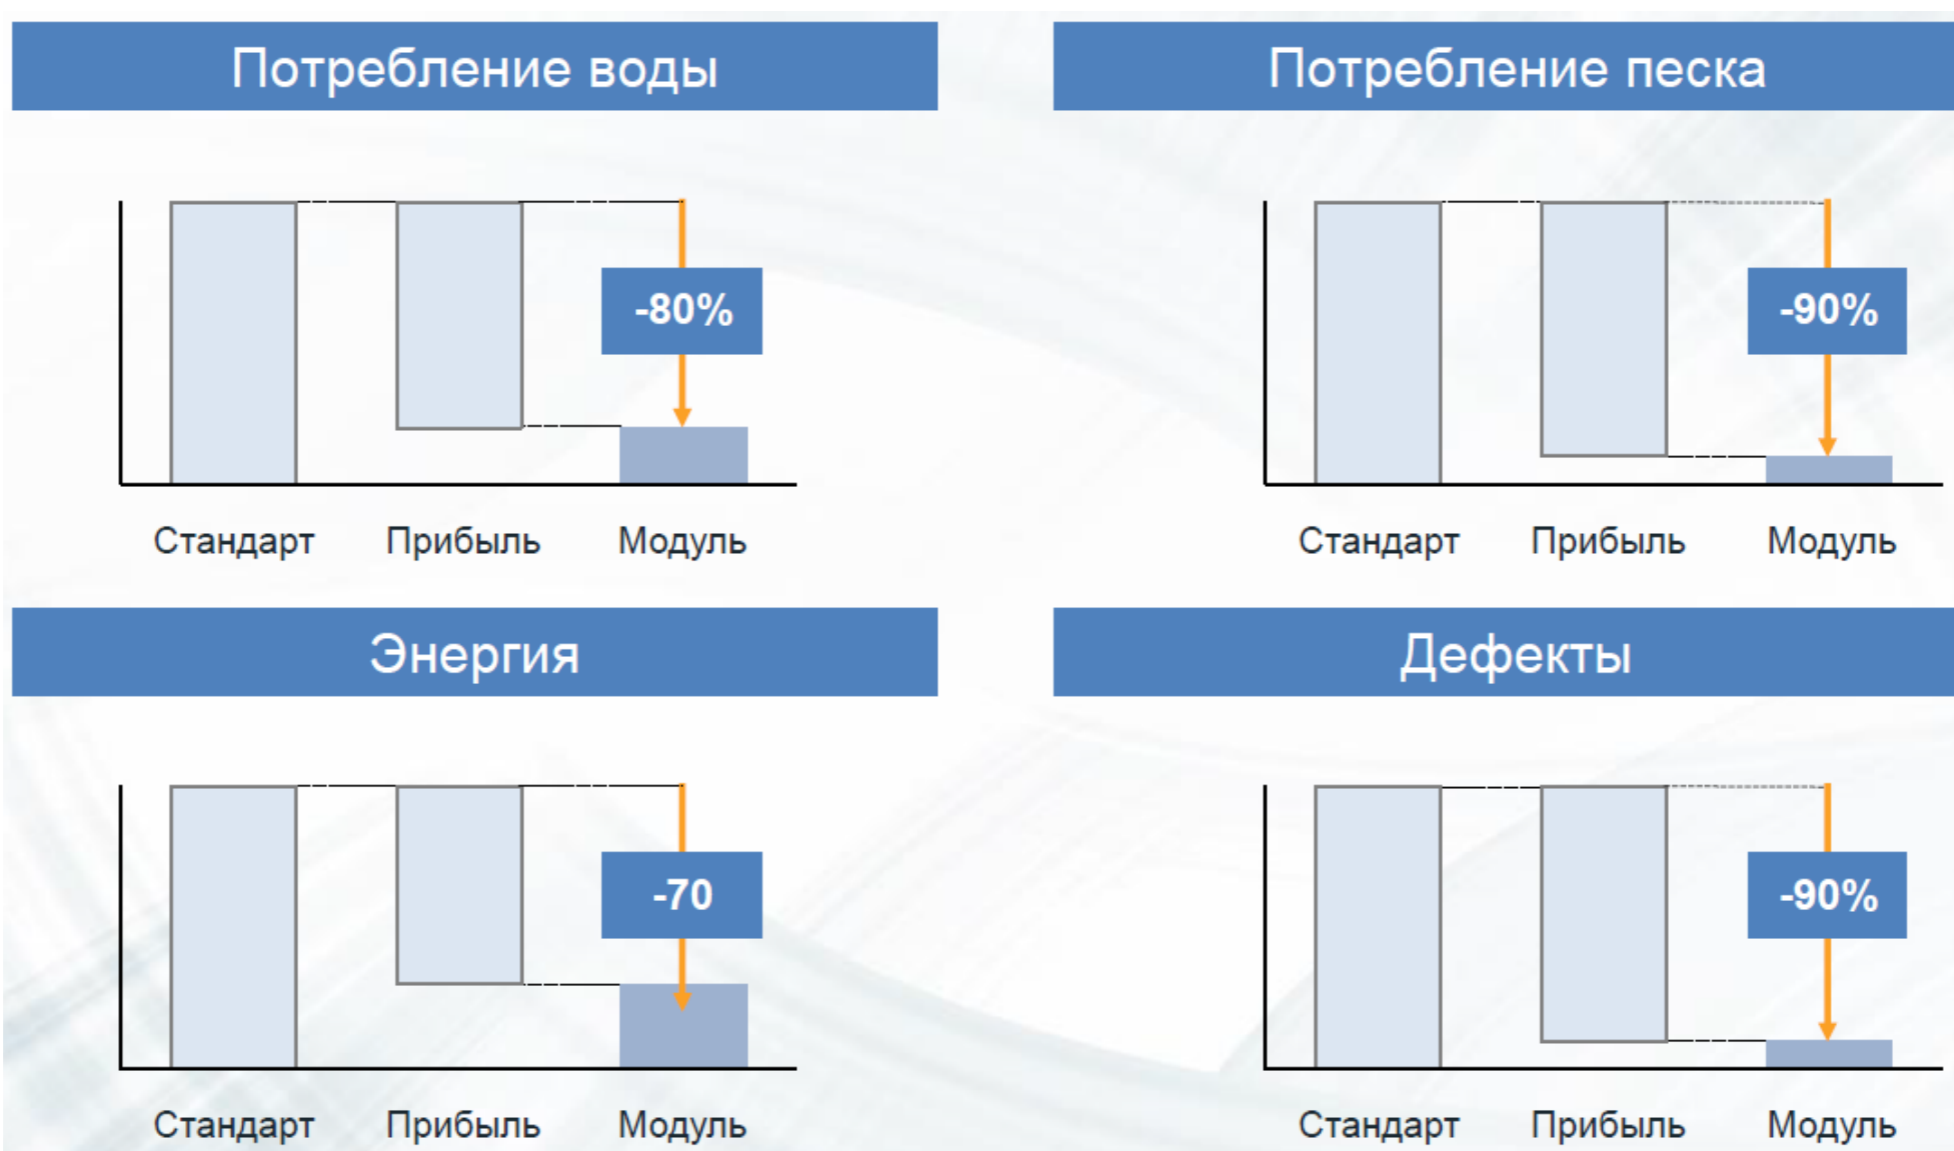 Потребление воды
-80%
Стандарт Прибыль Модуль
Потребление песка
-90%
Стандарт Прибыль Модуль
Энергия
-70
Стандарт Прибыль Модуль
Дефекты
-90%
Стандарт Прибыль Модуль